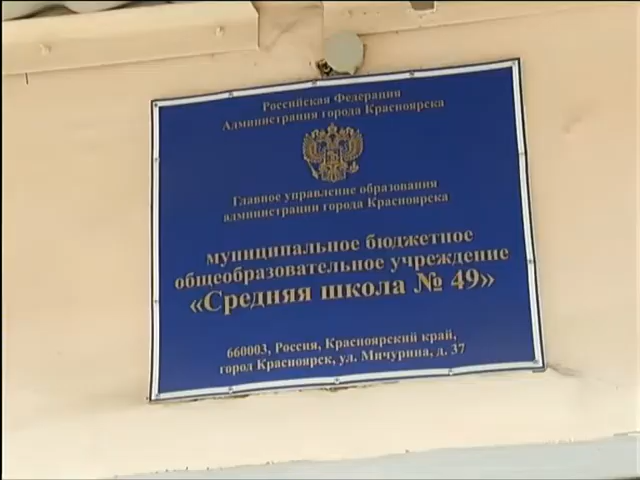 Российская Федерация
Администрация города Красноярска
Главное управление образования
администрации города Красноярска
муниципальное бюджетное
общеобразовательное учреждение
«Средняя школа № 49»
660003, Россия, Красноярский край,
город Красноярск, ул. Мичурина, д. 37